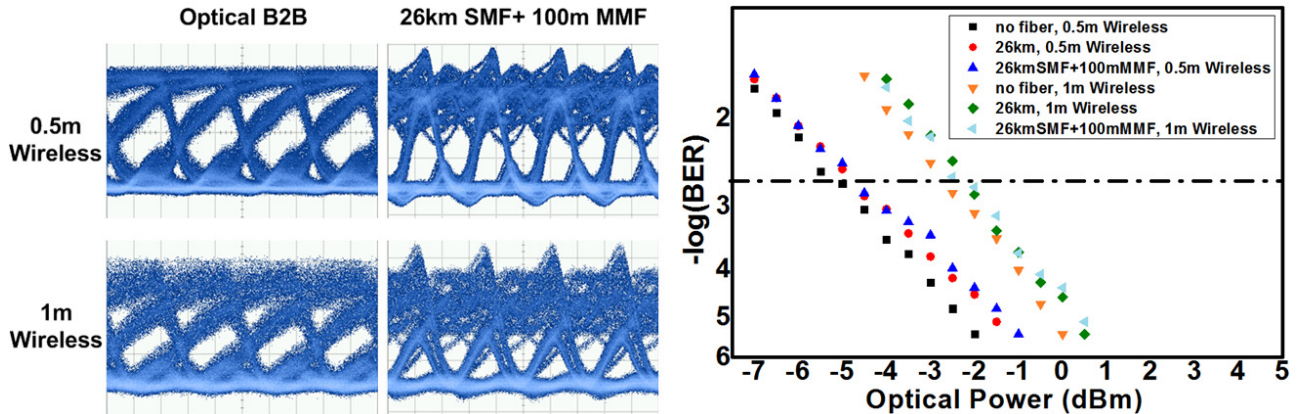 Optical B2B
26km SMF+ 100m MMF
0.5m
Wireless
1m
Wireless
-log(BER)
2
3
4
5
6
no fiber, 0.5m Wireless
26km, 0.5m Wireless
26kmSMF+100mMMF, 0.5m Wireless
no fiber, 1m Wireless
26km, 1m Wireless
26kmSMF+100mMMF, 1m Wireless
-7 -6 -5 -4 -3 -2 -1 0 1 2 3 4 5
Optical Power (dBm)